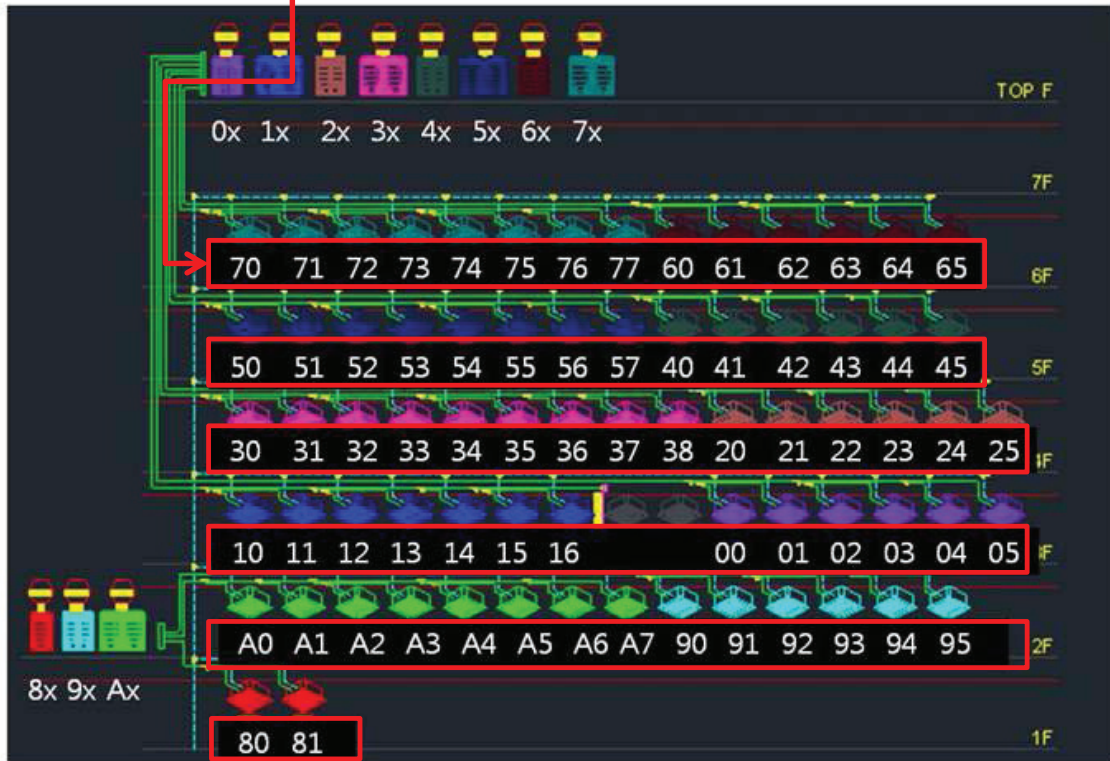 TOP F
0x 1x 2x 3x 4x 5x 6x 7x
7F
70 71 72 73 74 75 76 77 60 61 62 63 64 65
6F
50 51 52 53 54 55 56 57 40 41 42 43 44 45
5F
30 31 32 33 34 35 36 37 38 20 21 22 23 24 25
F
10 11 12 13 14 15 16 00 01 02 03 04 05
F
A0 A1 A2 A3 A4 A5 A6 A7 90 91 92 93 94 95
2F
8x 9x Ax
80 81
1F